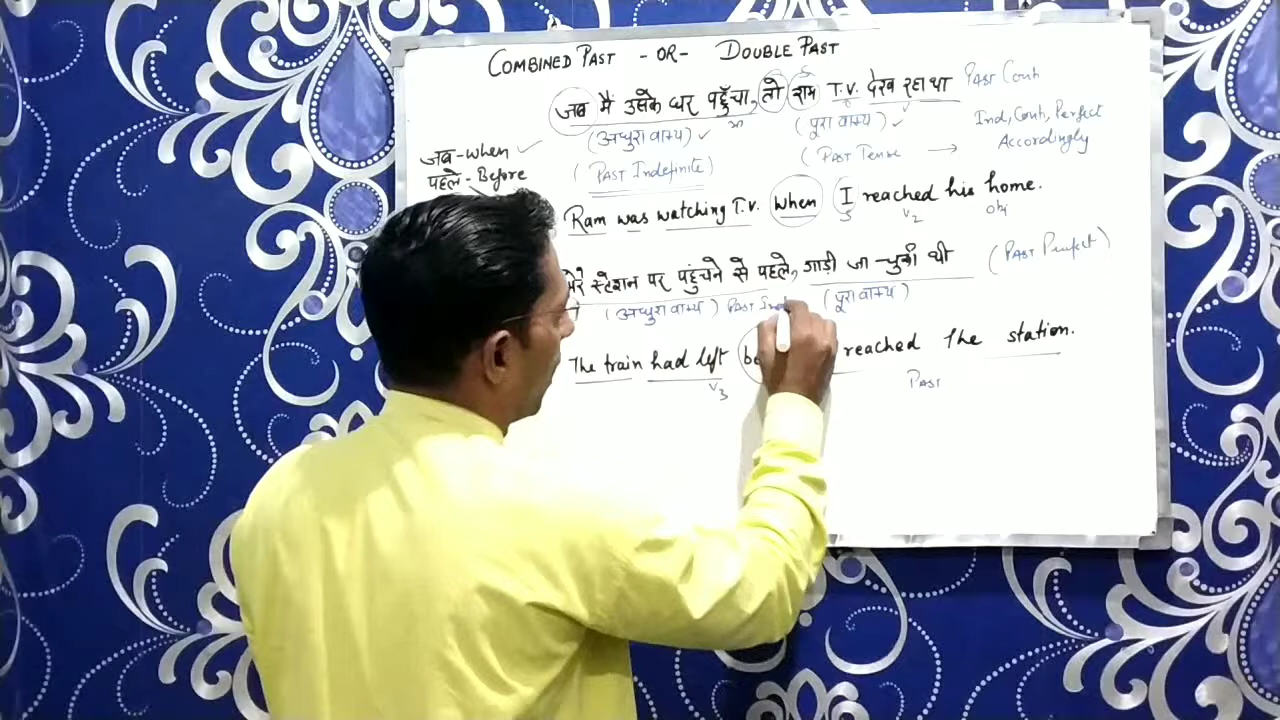 COMBINED PAST - OR - DOUBLE PAST
S
जब मैं उसके घर पहुँचा, तो राम T.V. देख रहा था PAST Cont
(अधुरा वाक्य) ✓ (पूरा वाक्य) ✓ Ind, Cont, Perfect
जब - When ✓ (PAST Indefinite) (PAST Tense → Accordingly
पहले - Before
Ram was watching T.V. When I reached his home.
S V2 Obj
स्टेशन पर पहुंचने से पहले, गाड़ी जा चुकी थी (PAST Perfect)
(अधुरा वाक्य) PAST (पूरा वाक्य)
The train had left reached the station.
V3 PAST